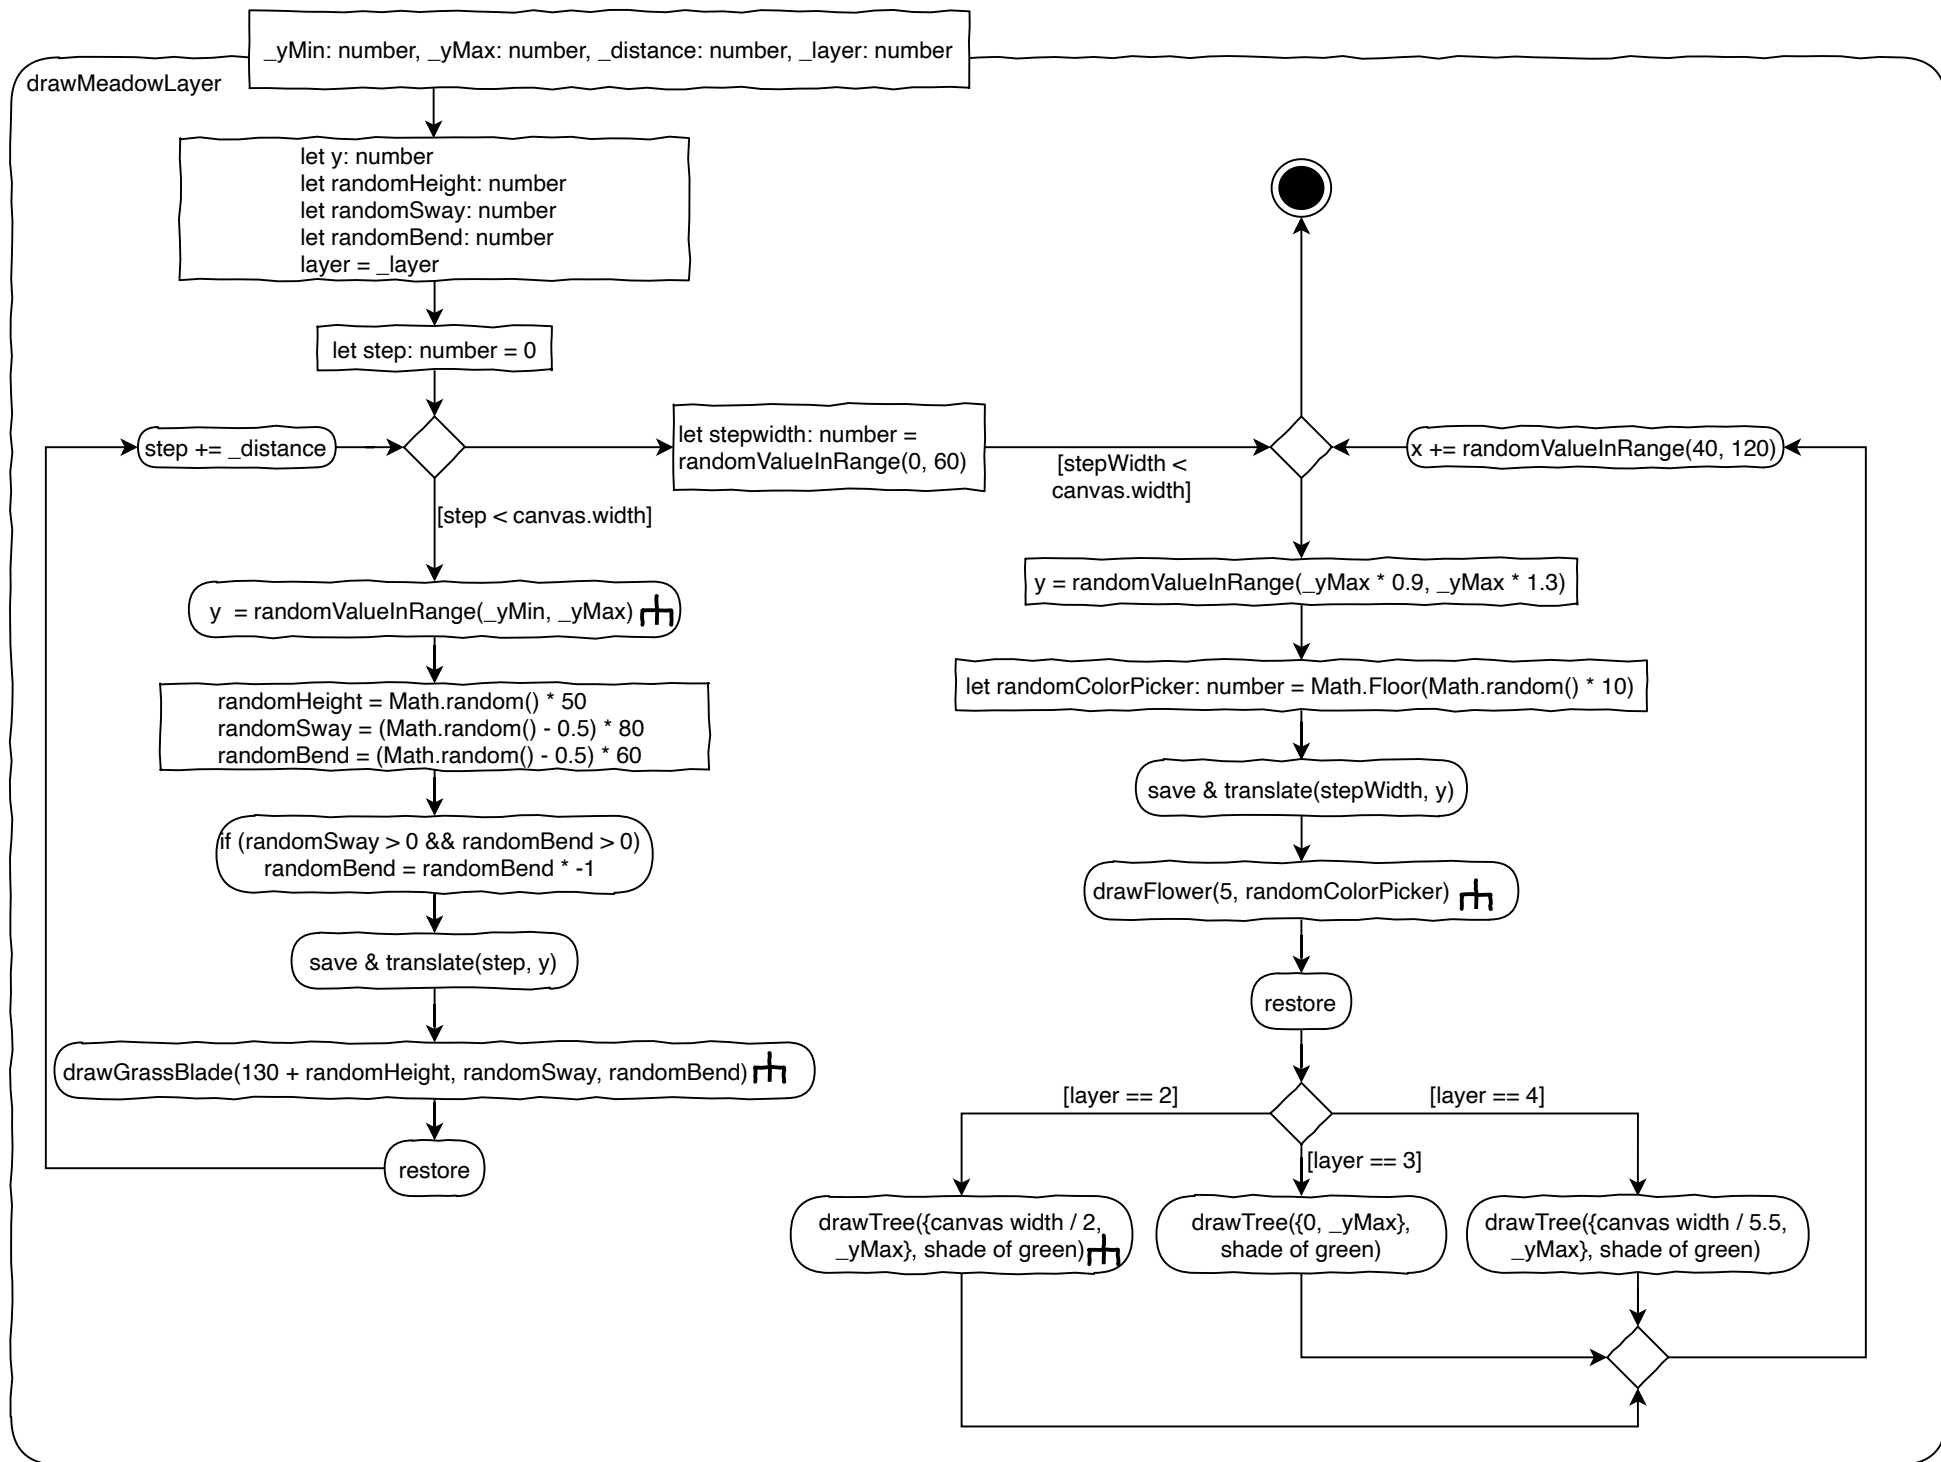 _yMin: number, _yMax: number, _distance: number, _layer: number
drawMeadowLayer
let y: number
let randomHeight: number
let randomSway: number
let randomBend: number
layer = _layer
let step: number = 0
step += _distance
let stepwidth: number =
randomValueInRange(0, 60)
[stepWidth <
canvas.width]
x += randomValueInRange(40, 120)
[step < canvas.width]
y  = randomValueInRange(_yMin, _yMax)
randomHeight = Math.random() * 50
randomSway = (Math.random() - 0.5) * 80
randomBend = (Math.random() - 0.5) * 60
if (randomSway > 0 && randomBend > 0)
randomBend = randomBend * -1
save & translate(step, y)
drawGrassBlade(130 + randomHeight, randomSway, randomBend)
restore
y = randomValueInRange(_yMax * 0.9, _yMax * 1.3)
let randomColorPicker: number = Math.Floor(Math.random() * 10)
save & translate(stepWidth, y)
drawFlower(5, randomColorPicker)
restore
[layer == 2]
[layer == 4]
[layer == 3]
drawTree({canvas width / 2,
_yMax}, shade of green)
drawTree({0, _yMax},
shade of green)
drawTree({canvas width / 5.5,
_yMax}, shade of green)